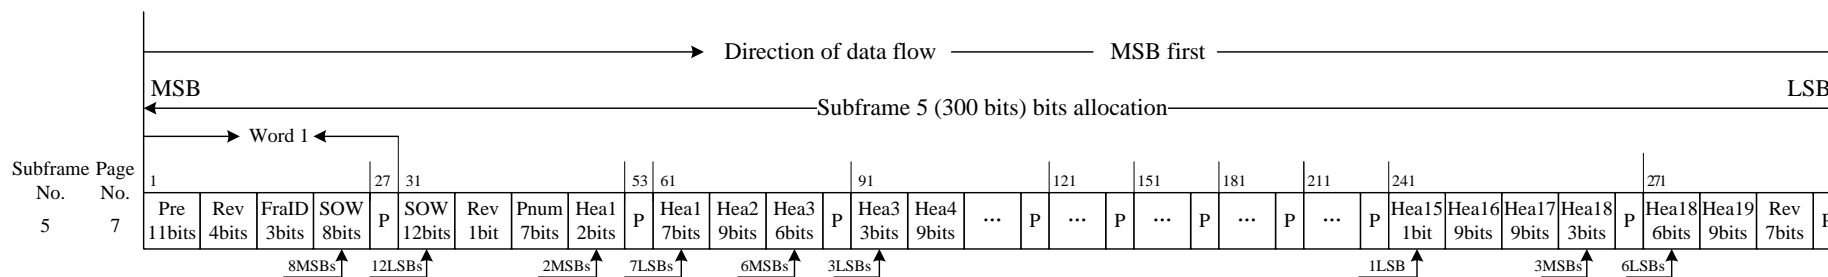 Direction of data flow MSB first
MSB LSB
Subframe 5 (300 bits) bits allocation
Word 1
Subframe No. Page No.
1 27 31 53 61 91 121 151 181 211 241 271
5 7 Pre 11bits Rev 4bits FraID 3bits SOW 8bits P SOW 12bits Rev 1bit Pnum 7bits Hea1 2bits P Hea1 7bits Hea2 9bits Hea3 6bits P Hea3 3bits Hea4 9bits ... P ... P ... P ... P ... P Hea15 1bit Hea16 9bits Hea17 9bits Hea18 3bits P Hea18 6bits Hea19 9bits Rev 7bits P
8MSBs 12LSBs 2MSBs 7LSBs 6MSBs 3LSBs 1LSB 3MSBs 6LSBs